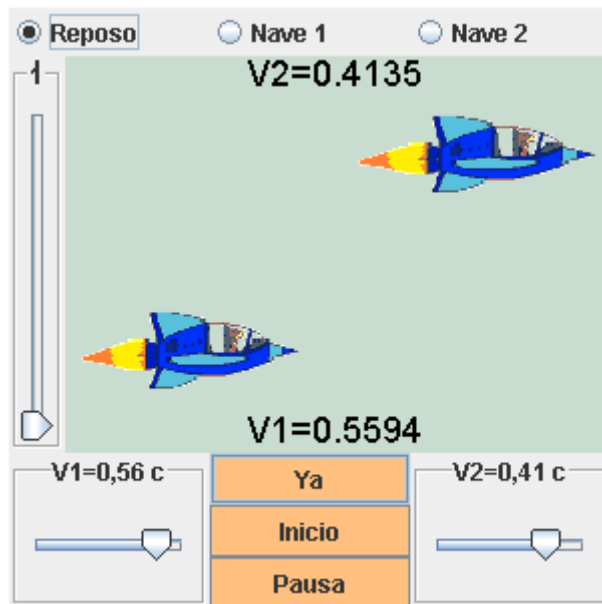 Reposo Nave 1 Nave 2
1
V2=0.4135
V1=0.5594
V1=0,56 c
Ya
V2=0,41 c
Inicio
Pausa